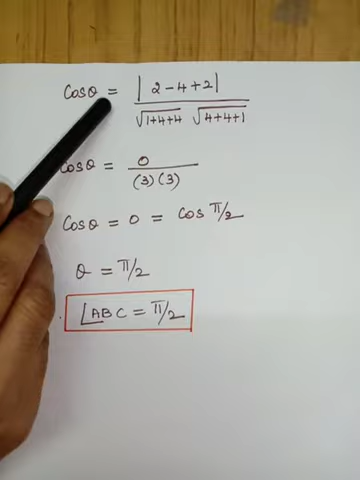 Cosθ = |2-4+2| / √1+4+4 √4+4+1
Cosθ = 0 / (3)(3)
Cosθ = 0 = Cos π/2
θ = π/2
∠ABC = π/2